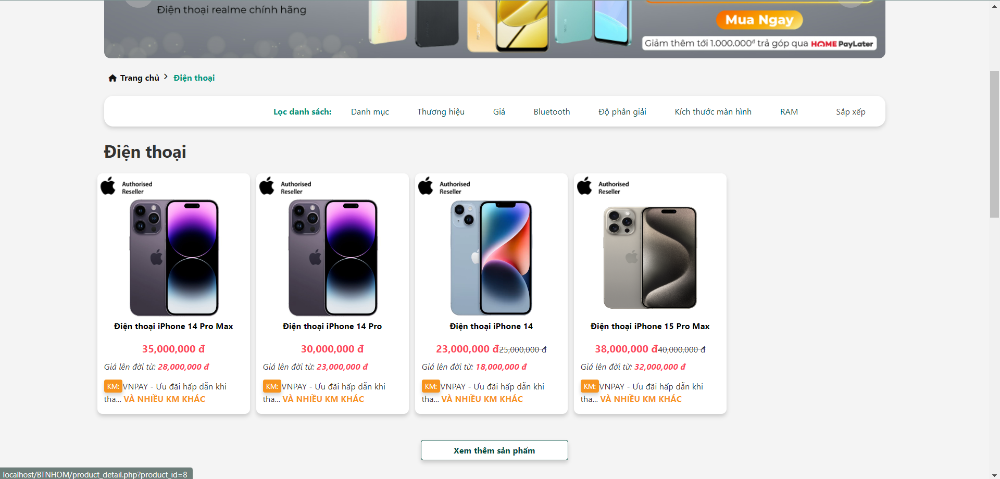 Điện thoại realme chính hãng
Mua Ngay
Giảm thêm tới 1.000.000đ trả góp qua HOME PayLater
Trang chủ > Điện thoại
Lọc danh sách: Danh mục Thương hiệu Giá Bluetooth Độ phân giải Kích thước màn hình RAM Sắp xếp
Điện thoại
Authorised
Reseller
Điện thoại iPhone 14 Pro Max
35,000,000 đ
Giá lên đời từ: 28,000,000 đ
KM: VNPAY - Ưu đãi hấp dẫn khi
tha... VÀ NHIỀU KM KHÁC
Authorised
Reseller
Điện thoại iPhone 14 Pro
30,000,000 đ
Giá lên đời từ: 23,000,000 đ
KM: VNPAY - Ưu đãi hấp dẫn khi
tha... VÀ NHIỀU KM KHÁC
Authorised
Reseller
Điện thoại iPhone 14
23,000,000 đ 25,000,000 đ
Giá lên đời từ: 18,000,000 đ
KM: VNPAY - Ưu đãi hấp dẫn khi
tha... VÀ NHIỀU KM KHÁC
Authorised
Reseller
Điện thoại iPhone 15 Pro Max
38,000,000 đ 40,000,000 đ
Giá lên đời từ: 32,000,000 đ
KM: VNPAY - Ưu đãi hấp dẫn khi
tha... VÀ NHIỀU KM KHÁC
Xem thêm sản phẩm
localhost/BTNHOM/product_detail.php?product_id=8